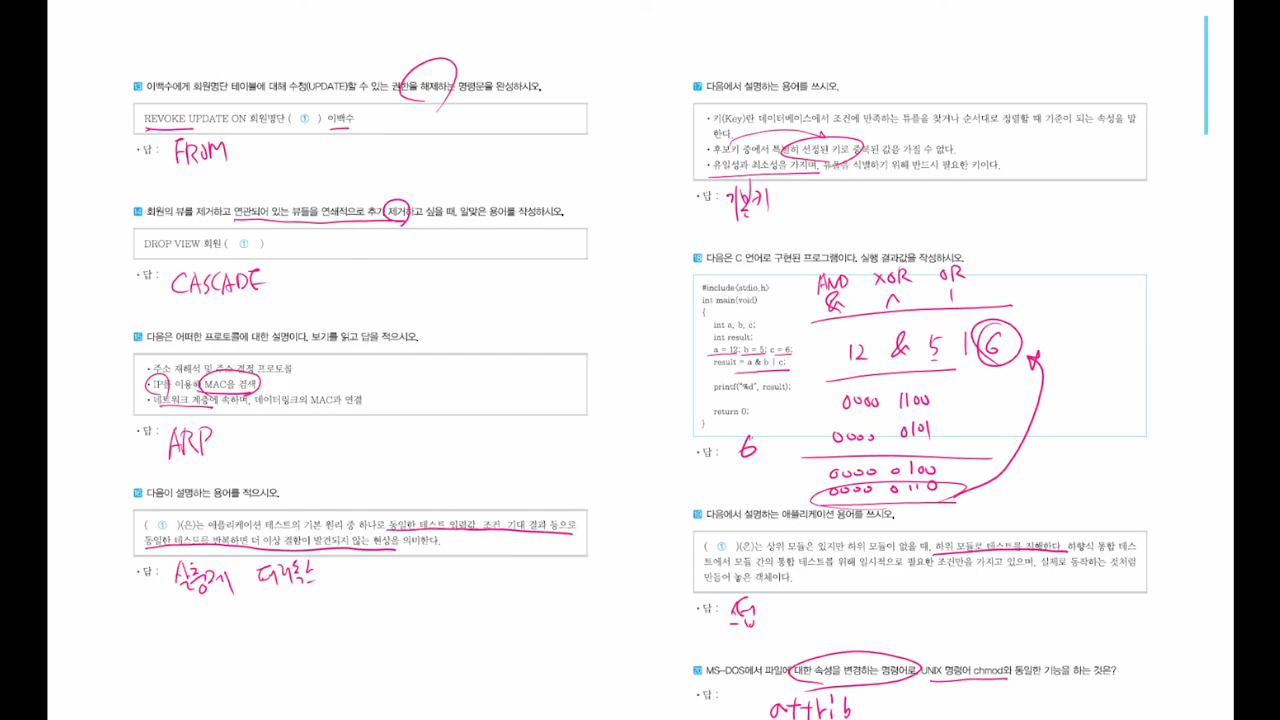 13 이백수에게 회원명단 테이블에 대해 수정(UPDATE)할 수 있는 권한을 해제하는 명령문을 완성하시오.
REVOKE UPDATE ON 회원명단 ( ① ) 이백수
• 답 : FROM
14 회원의 뷰를 제거하고 연관되어 있는 뷰들을 연쇄적으로 추가 제거하고 싶을 때, 알맞은 용어를 작성하시오.
DROP VIEW 회원 ( ① )
• 답 : CASCADE
15 다음은 어떠한 프로토콜에 대한 설명이다. 보기를 읽고 답을 적으시오.
• 주소 재해석 및 주소 결정 프로토콜
• IP를 이용해 MAC을 검색
• 네트워크 계층에 속하며, 데이터링크의 MAC과 연결
• 답 : ARP
16 다음이 설명하는 용어를 적으시오.
( ① )(은)는 애플리케이션 테스트의 기본 원리 중 하나로 동일한 테스트 입력값, 조건, 기대 결과 등으로
동일한 테스트를 반복하면 더 이상 결함이 발견되지 않는 현상을 의미한다.
• 답 : 살충제
17 다음에서 설명하는 용어를 쓰시오.
• 키(Key)란 데이터베이스에서 조건에 만족하는 튜플을 찾거나 순서대로 정렬할 때 기준이 되는 속성을 말
한다.
• 후보키 중에서 특별히 선정된 키로 중복된 값을 가질 수 없다.
• 유일성과 최소성을 가지며, 튜플을 식별하기 위해 반드시 필요한 키이다.
• 답 : 기본키
18 다음은 C 언어로 구현된 프로그램이다. 실행 결과값을 작성하시오.
AND XOR OR
& ^ |
#include<stdio.h>
int main(void)
{
int a, b, c;
int result;
a = 12; b = 5; c = 6;
result = a & b | c;
12 & 5 | 6
printf("%d", result);
return 0;
}
0000 1100
0000 0101
0000 0100
0000 0110
• 답 : 6
19 다음에서 설명하는 애플리케이션 용어를 쓰시오.
( ① )(은)는 상위 모듈은 있지만 하위 모듈이 없을 때, 하위 모듈로 테스트를 진행한다. 하향식 통합 테스
트에서 모듈 간의 통합 테스트를 위해 일시적으로 필요한 조건만을 가지고 있으며, 실제로 동작하는 것처럼
만들어 놓은 객체이다.
• 답 : 스텁
20 MS-DOS에서 파일에 대한 속성을 변경하는 명령어로, UNIX 명령어 chmod와 동일한 기능을 하는 것은?
• 답 :
attrib